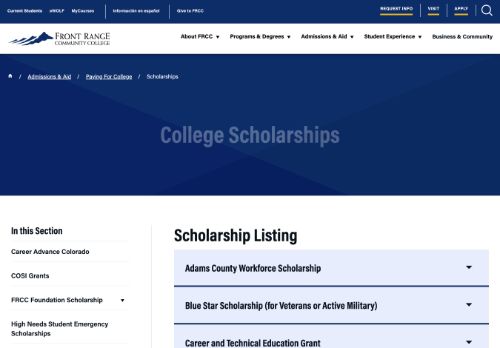 Current Students eWOLF MyCourses Información en español Give to FRCC REQUEST INFO VISIT APPLY
FRONT RANGE
COMMUNITY COLLEGE
About FRCC Programs & Degrees Admissions & Aid Student Experience Business & Community
/ Admissions & Aid / Paying For College / Scholarships
College Scholarships
In this Section
Career Advance Colorado
COSI Grants
FRCC Foundation Scholarship
High Needs Student Emergency
Scholarships
Scholarship Listing
Adams County Workforce Scholarship
Blue Star Scholarship (for Veterans or Active Military)
Career and Technical Education Grant